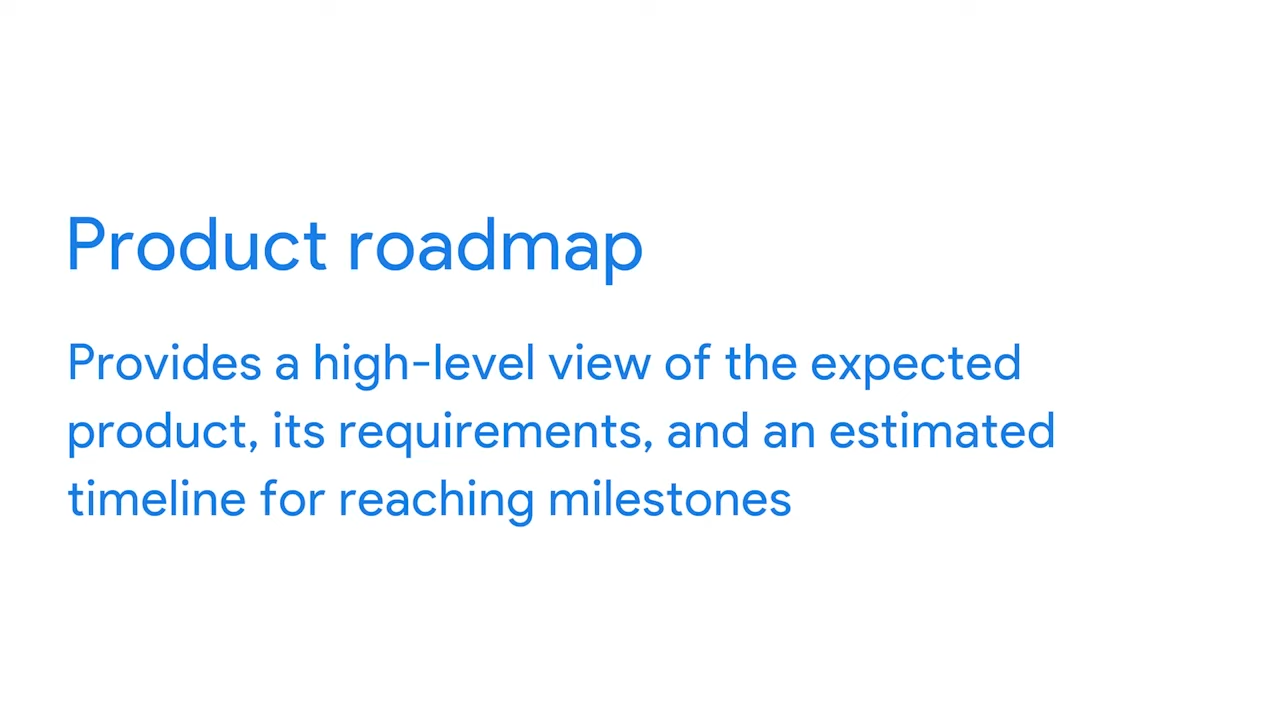 Product roadmap
Provides a high-level view of the expected
product, its requirements, and an estimated
timeline for reaching milestones